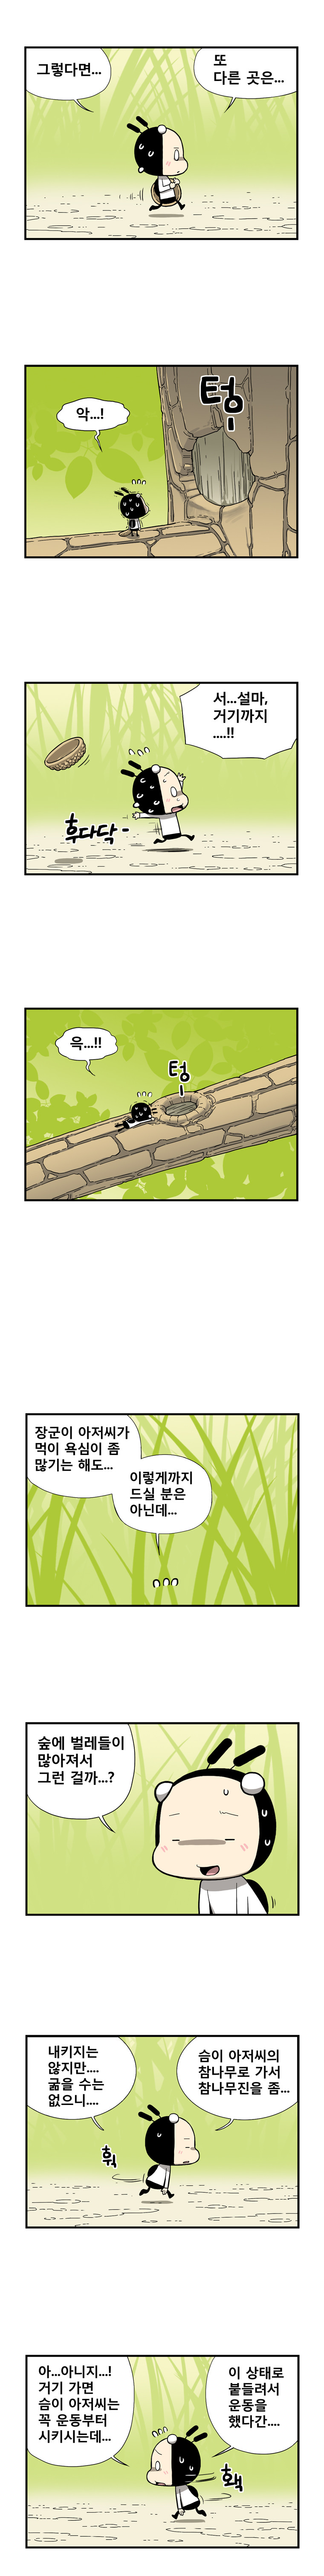 그렇다면...
또
다른 곳은...
악...!
텅
서...설마,
거기까지
....!!
후다닥-
윽...!!
텅
장군이 아저씨가
먹이 욕심이 좀
많기는 해도...
이렇게까지
드실 분은
아닌데...
숲에 벌레들이
많아져서
그런 걸까...?
내키지는
않지만....
굶을 수는
없으니....
슴이 아저씨의
참나무로 가서
참나무진을 좀...
훽
아...아니지...!
거기 가면
슴이 아저씨는
꼭 운동부터
시키시는데...
이 상태로
붙들려서
운동을
했다간....
홱